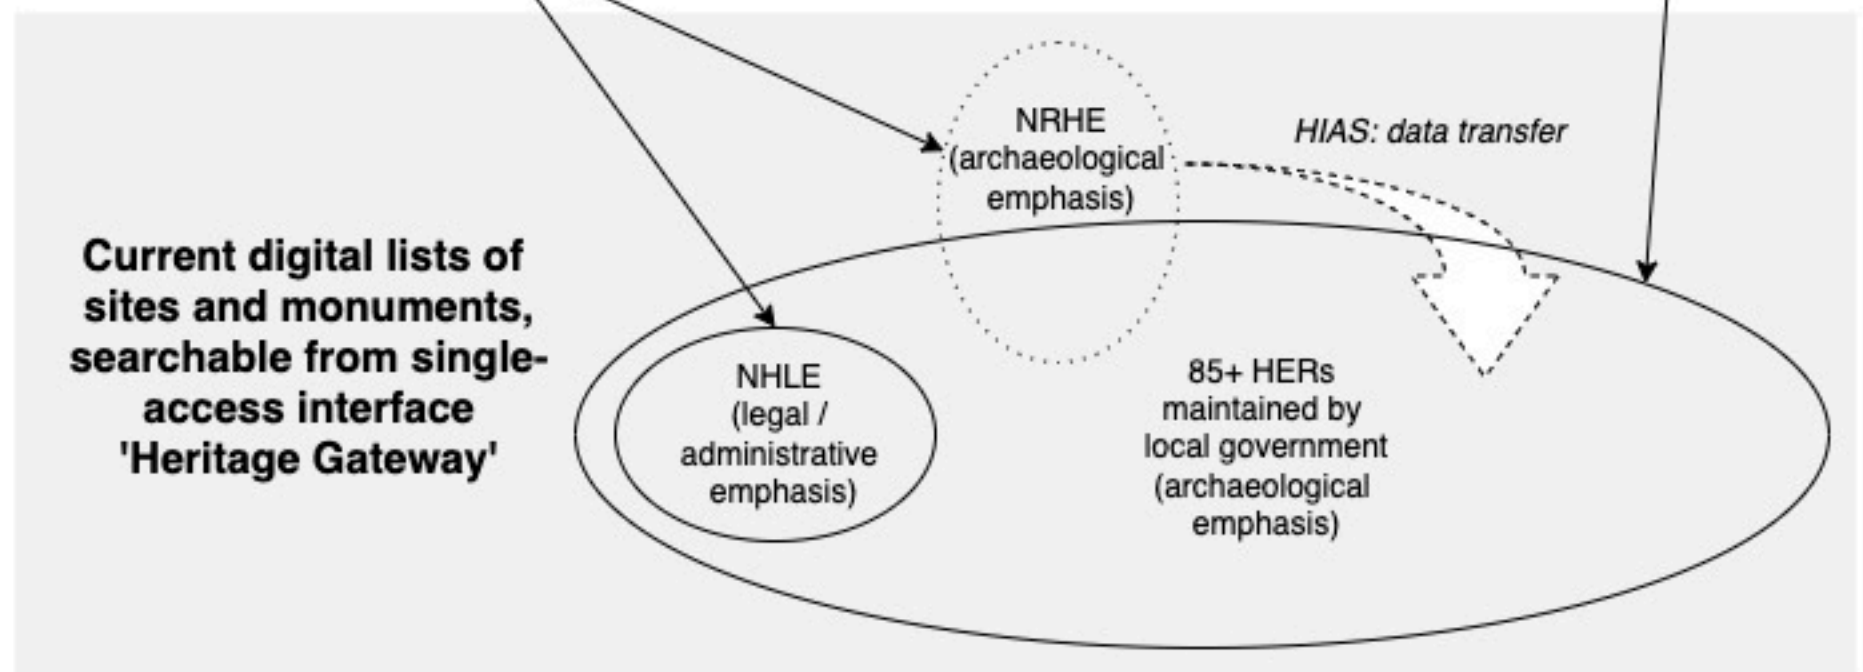 NRHE
(archaeological
emphasis)
HIAS: data transfer
Current digital lists of
sites and monuments,
searchable from single-
access interface
'Heritage Gateway'
NHLE
(legal /
administrative
emphasis)
85+ HERs
maintained by
local government
(archaeological
emphasis)